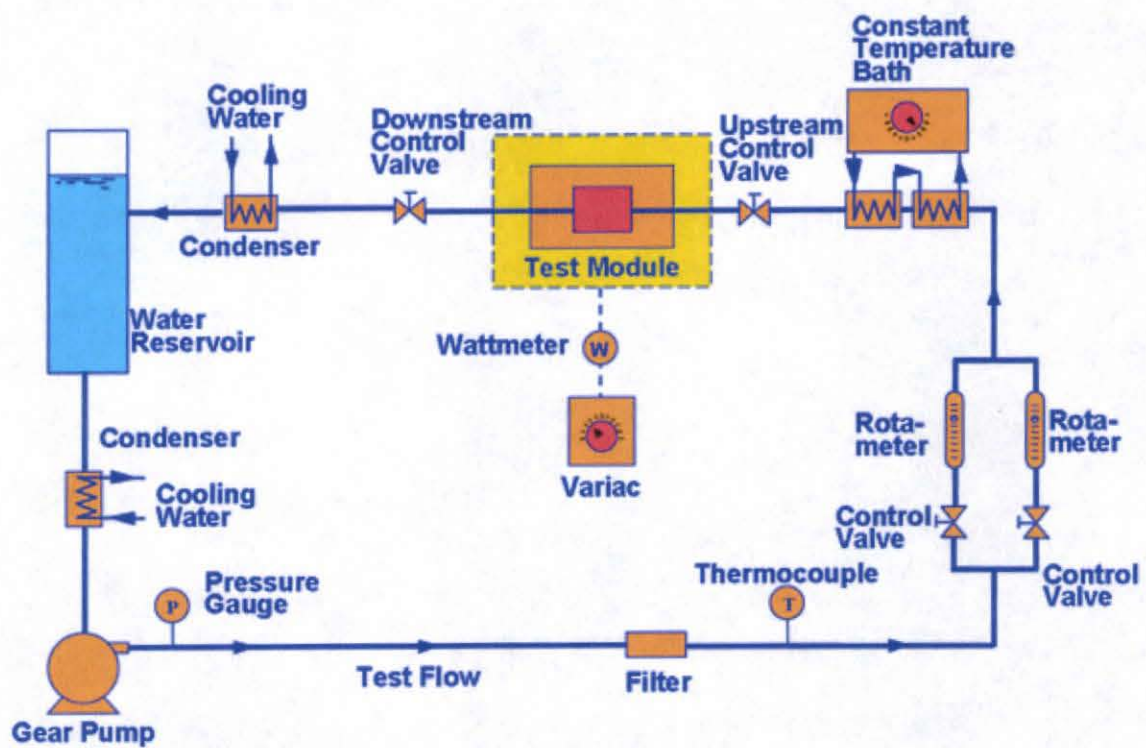 Constant
Temperature
Bath
Cooling
Water
Downstream
Control
Valve
Upstream
Control
Valve
Condenser
Test Module
Water
Reservoir
Wattmeter
W
Condenser
Rota-
meter
Rota-
meter
Variac
Cooling
Water
Control
Valve
Pressure
Gauge
Thermocouple
Control
Valve
P
T
Test Flow
Filter
Gear Pump